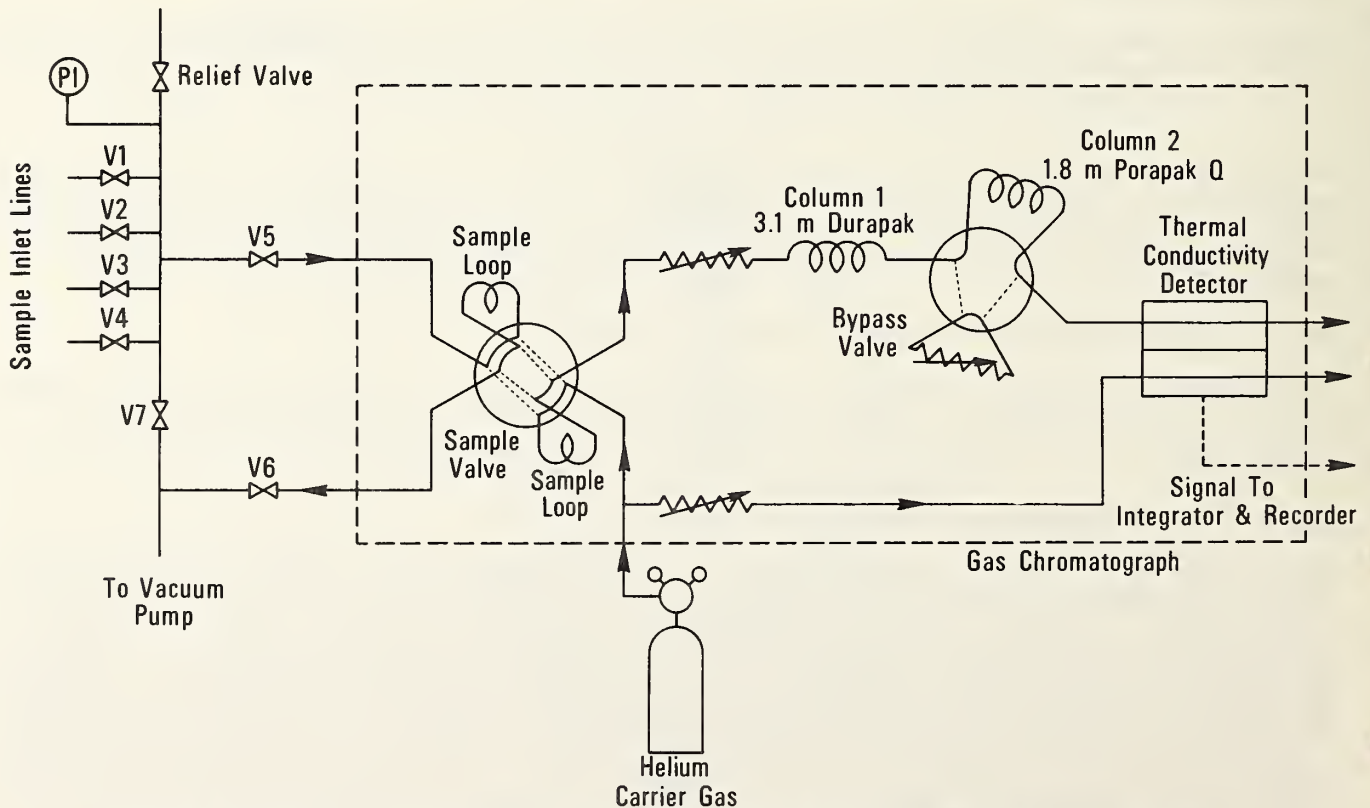 PI
Relief Valve
Sample Inlet Lines
V1
V2
V3
V4
V5
V7
V6
To Vacuum
Pump
Sample
Loop
Sample
Valve
Sample
Loop
Column 1
3.1 m Durapak
Column 2
1.8 m Porapak Q
Bypass
Valve
Thermal
Conductivity
Detector
Signal To
Integrator & Recorder
Gas Chromatograph
Helium
Carrier Gas